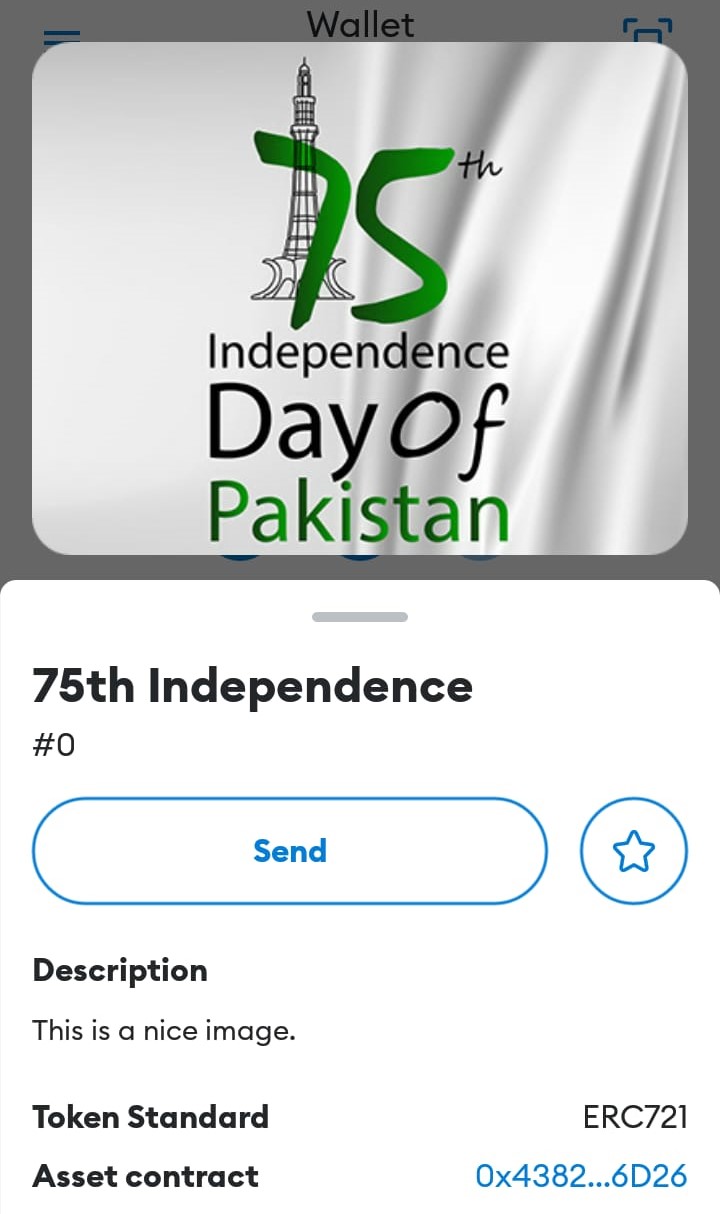 Wallet
75th
Independence
Day of
Pakistan
75th Independence
#0
Send
Description
This is a nice image.
Token Standard ERC721
Asset contract 0x4382...6D26